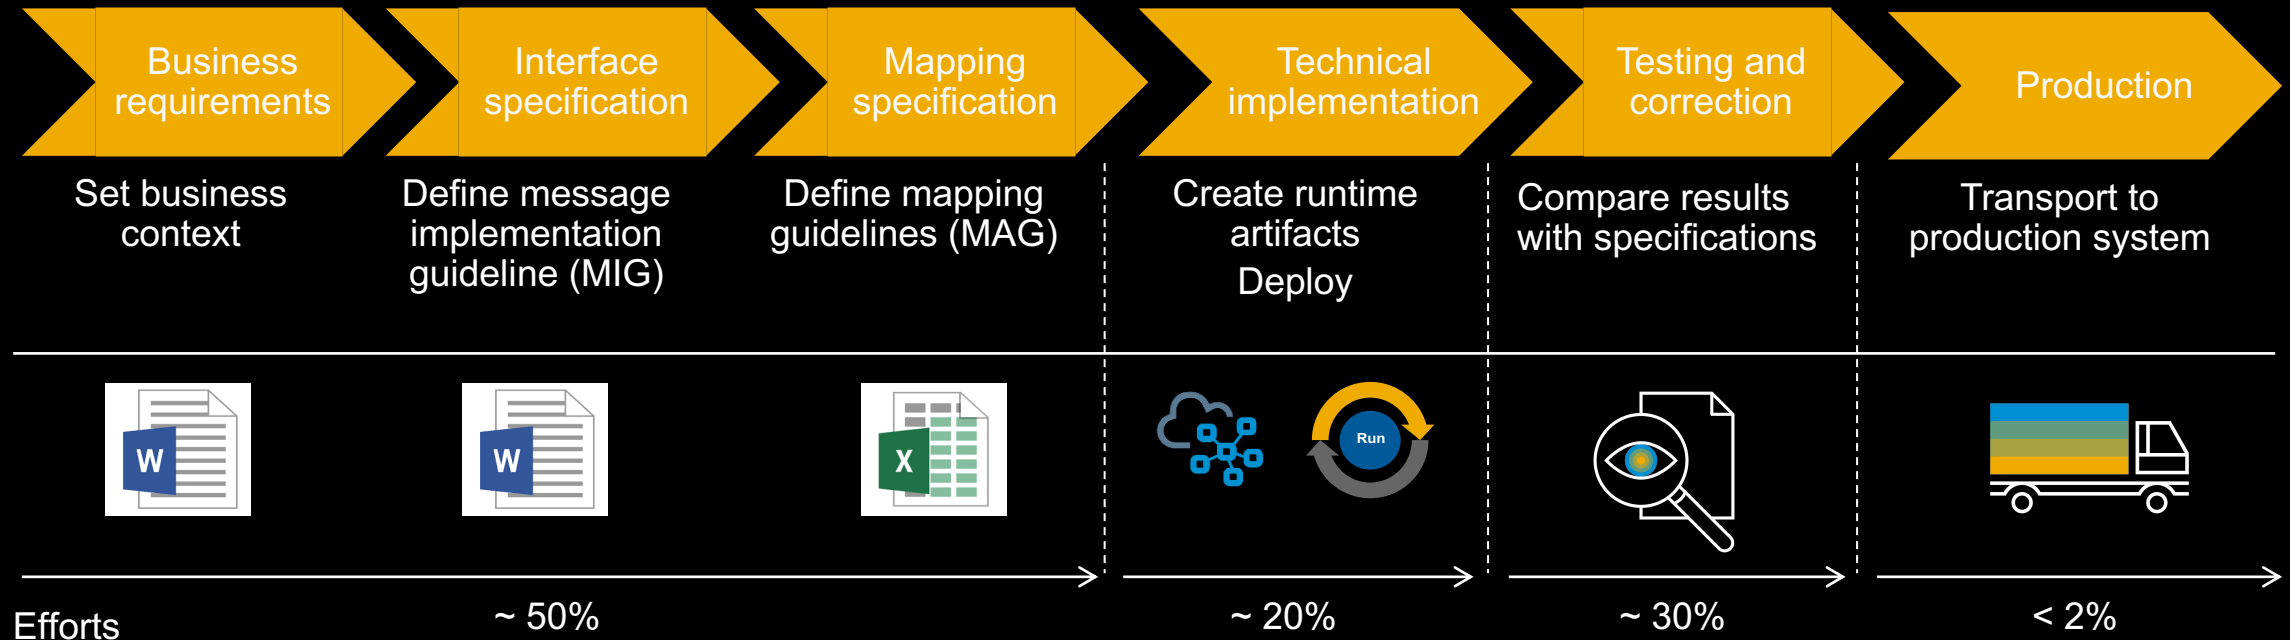 Business
requirements
Interface
specification
Mapping
specification
Technical
implementation
Testing and
correction
Production
Set business
context
Define message
implementation
guideline (MIG)
Define mapping
guidelines (MAG)
Create runtime
artifacts
Deploy
Compare results
with specifications
Transport to
production system
W
W
X
Run
Efforts
~ 50%
~ 20%
~ 30%
< 2%